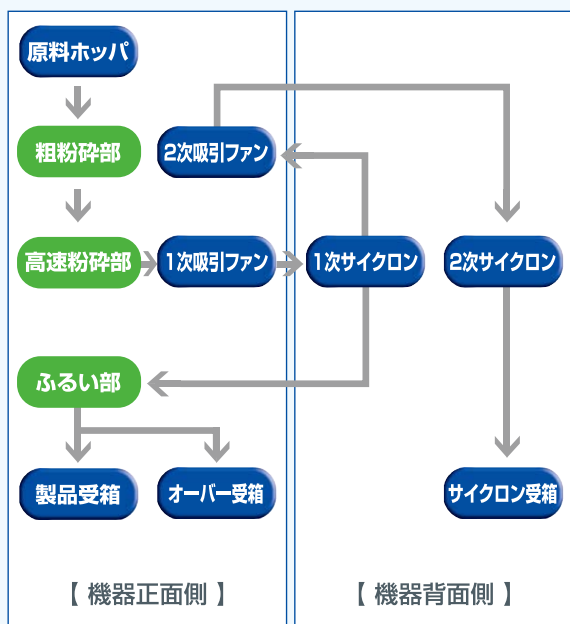 原料ホッパ
粗粉砕部
2次吸引ファン
高速粉砕部
1次吸引ファン
1次サイクロン
2次サイクロン
ふるい部
製品受箱
オーバー受箱
サイクロン受箱
【 機器正面側 】
【 機器背面側 】